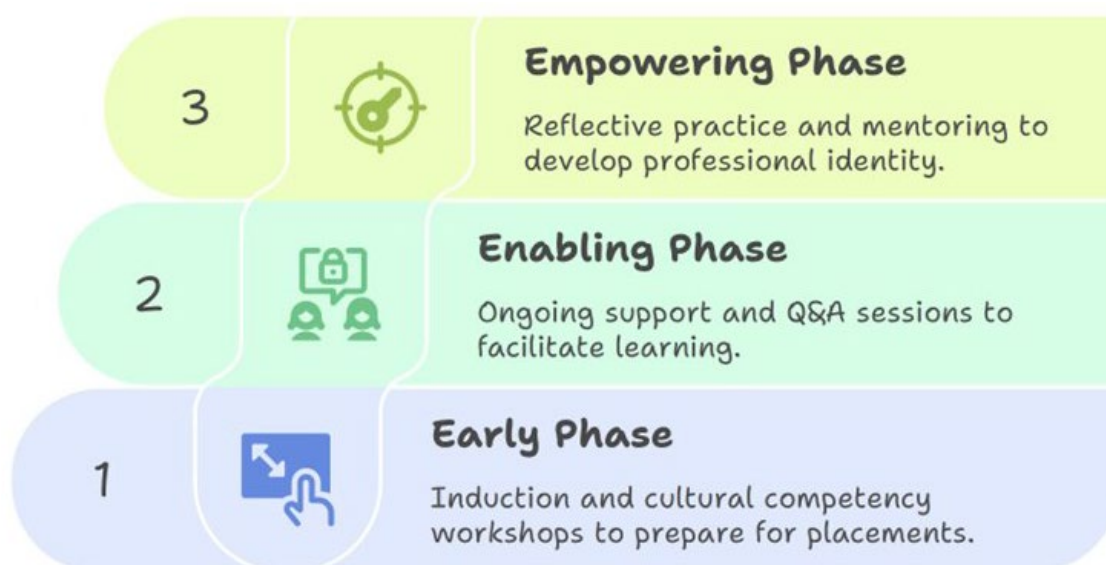 3
Empowering Phase
Reflective practice and mentoring to
develop professional identity.
2
Enabling Phase
Ongoing support and Q&A sessions to
facilitate learning.
1
Early Phase
Induction and cultural competency
workshops to prepare for placements.